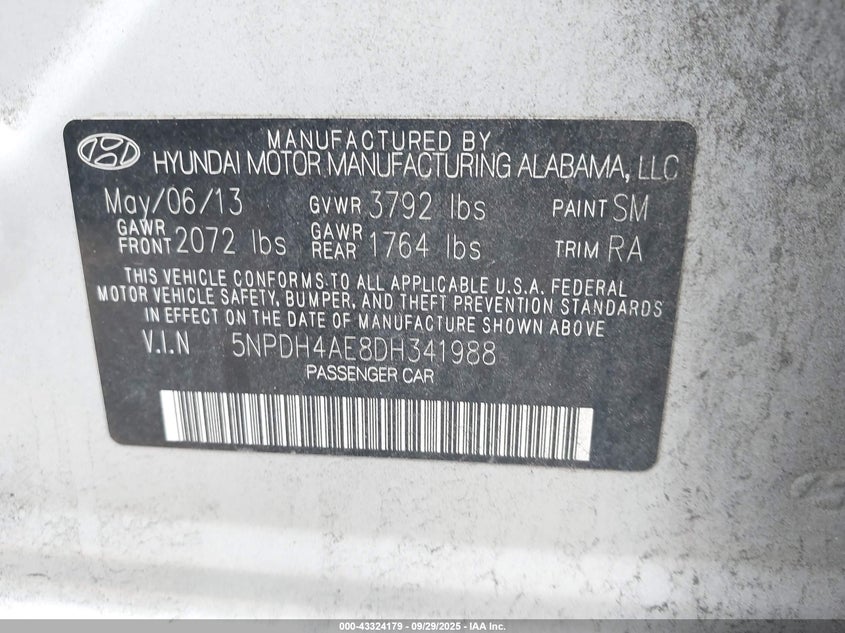 MANUFACTURED BY
HYUNDAI MOTOR MANUFACTURING ALABAMA, LLC
May/06/13 GVWR 3792 lbs PAINT SM
GAWR FRONT 2072 lbs GAWR REAR 1764 lbs TRIM RA
THIS VEHICLE CONFORMS TO ALL APPLICABLE U.S.A. FEDERAL
MOTOR VEHICLE SAFETY, BUMPER, AND THEFT PREVENTION STANDARDS
IN EFFECT ON THE DATE OF MANUFACTURE SHOWN ABOVE
V.I.N 5NPDH4AE8DH341988
PASSENGER CAR
000-43324179 - 09/29/2025 - IAA Inc.